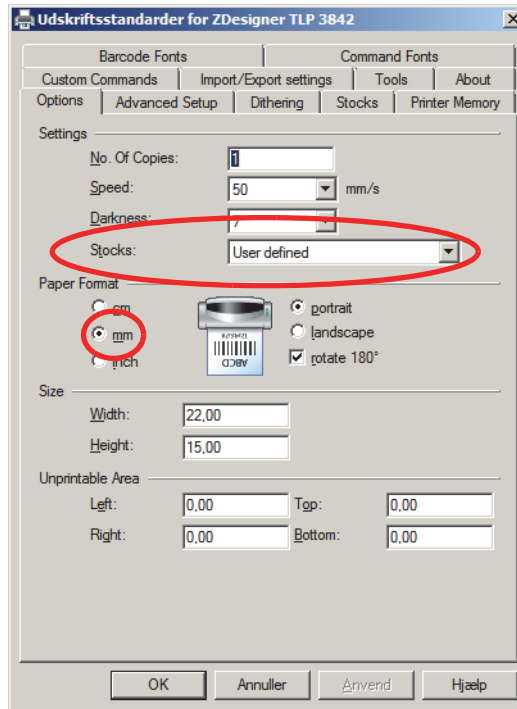 Udskriftsstandarder for ZDesigner TLP 3842
Barcode Fonts Command Fonts
Custom Commands Import/Export settings Tools About
Options Advanced Setup Dithering Stocks Printer Memory
Settings
No. Of Copies: 1
Speed: 50 mm/s
Darkness: 7
Stocks: User defined
Paper Format
cm portrait
mm landscape
inch rotate 180°
ABCD
Size
Width: 22,00
Height: 15,00
Unprintable Area
Left: 0,00 Top: 0,00
Right: 0,00 Bottom: 0,00
OK Annuller Anvend Hjælp